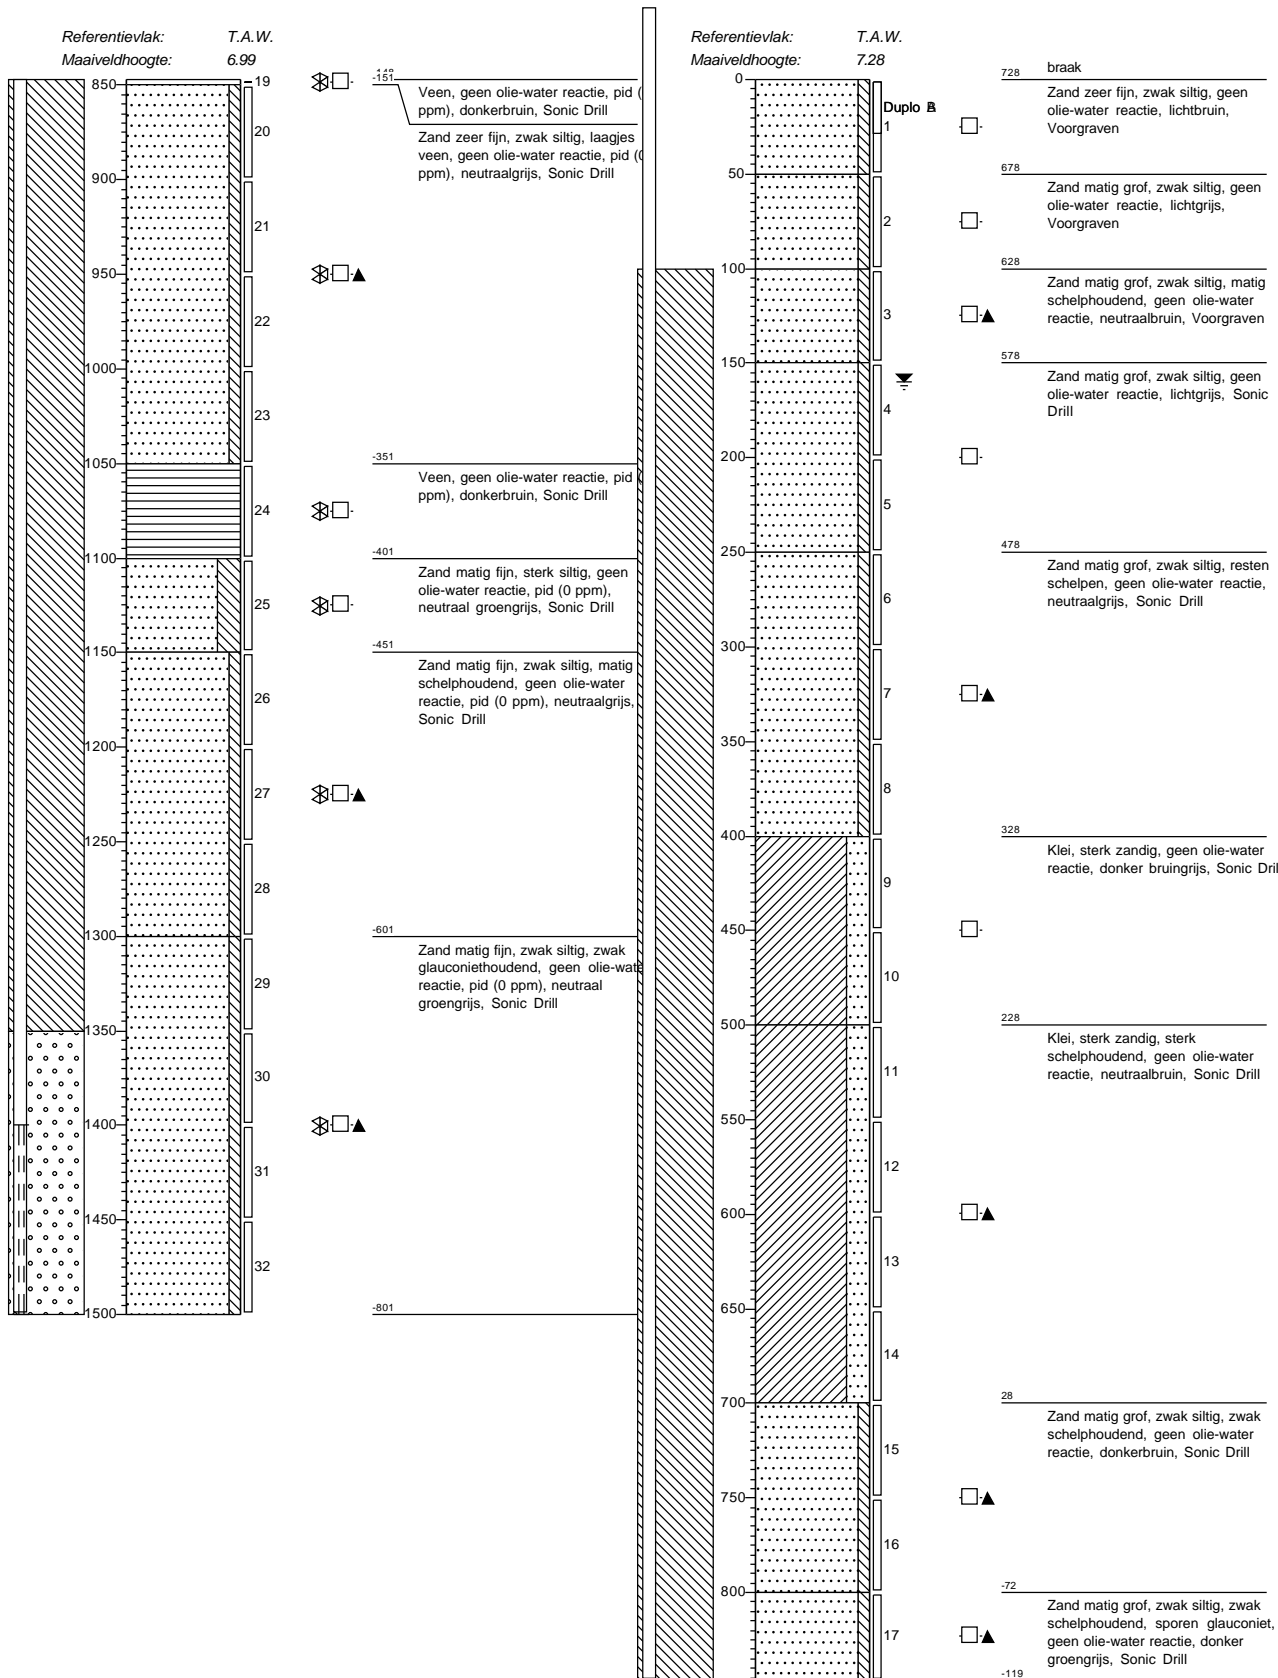 Referentievlak: T.A.W.
Maaiveldhoogte: 6.99
850
900
950
1000
1050
1100
1150
1200
1250
1300
1350
1400
1450
1500
19
20
21
22
23
24
25
26
27
28
29
30
31
32
-151
Veen, geen olie-water reactie, pid (
ppm), donkerbruin, Sonic Drill
Zand zeer fijn, zwak siltig, laagjes
veen, geen olie-water reactie, pid (0
ppm), neutraalgrijs, Sonic Drill
-351
Veen, geen olie-water reactie, pid (
ppm), donkerbruin, Sonic Drill
-401
Zand matig fijn, sterk siltig, geen
olie-water reactie, pid (0 ppm),
neutraal groengrijs, Sonic Drill
-451
Zand matig fijn, zwak siltig, matig
schelphoudend, geen olie-water
reactie, pid (0 ppm), neutraalgrijs,
Sonic Drill
-601
Zand matig fijn, zwak siltig, zwak
glauconiethoudend, geen olie-wate
reactie, pid (0 ppm), neutraal
groengrijs, Sonic Drill
-801
Referentievlak: T.A.W.
Maaiveldhoogte: 7.28
0
50
100
150
200
250
300
350
400
450
500
550
600
650
700
750
800
Duplo
1
2
3
4
5
6
7
8
9
10
11
12
13
14
15
16
17
728
braak
Zand zeer fijn, zwak siltig, geen
olie-water reactie, lichtbruin,
Voorgraven
678
Zand matig grof, zwak siltig, geen
olie-water reactie, lichtgrijs,
Voorgraven
628
Zand matig grof, zwak siltig, matig
schelphoudend, geen olie-water
reactie, neutraalbruin, Voorgraven
578
Zand matig grof, zwak siltig, geen
olie-water reactie, lichtgrijs, Sonic
Drill
478
Zand matig grof, zwak siltig, resten
schelpen, geen olie-water reactie,
neutraalgrijs, Sonic Drill
328
Klei, sterk zandig, geen olie-water
reactie, donker bruingrijs, Sonic Dril
228
Klei, sterk zandig, sterk
schelphoudend, geen olie-water
reactie, neutraalbruin, Sonic Drill
28
Zand matig grof, zwak siltig, zwak
schelphoudend, geen olie-water
reactie, donkerbruin, Sonic Drill
-72
Zand matig grof, zwak siltig, zwak
schelphoudend, sporen glauconiet,
geen olie-water reactie, donker
groengrijs, Sonic Drill
-119